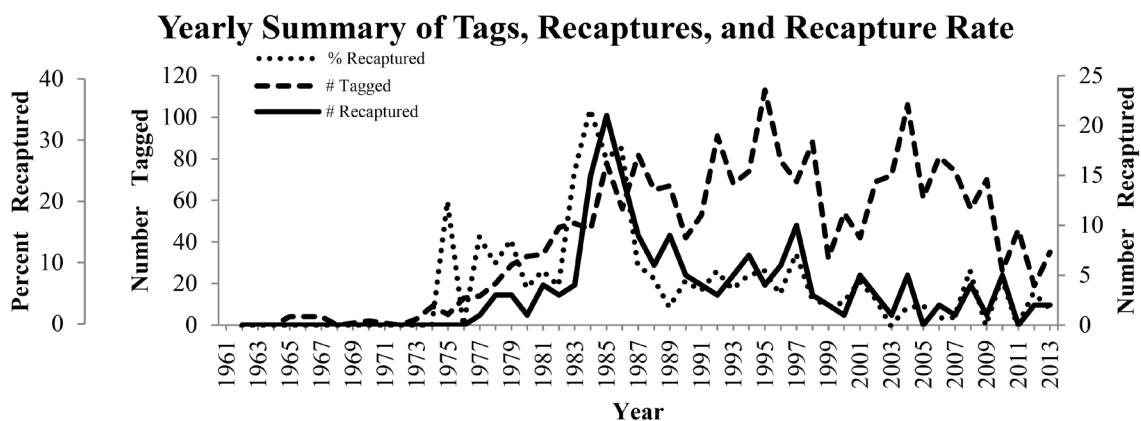 Yearly Summary of Tags, Recaptures, and Recapture Rate
% Recaptured
# Tagged
# Recaptured
Percent Recaptured
40
30
20
10
0
Number Tagged
120
100
80
60
40
20
0
25
20
15
10
5
0
Number Recaptured
1961 1963 1965 1967 1969 1971 1973 1975 1977 1979 1981 1983 1985 1987 1989 1991 1993 1995 1997 1999 2001 2003 2005 2007 2009 2011 2013
Year